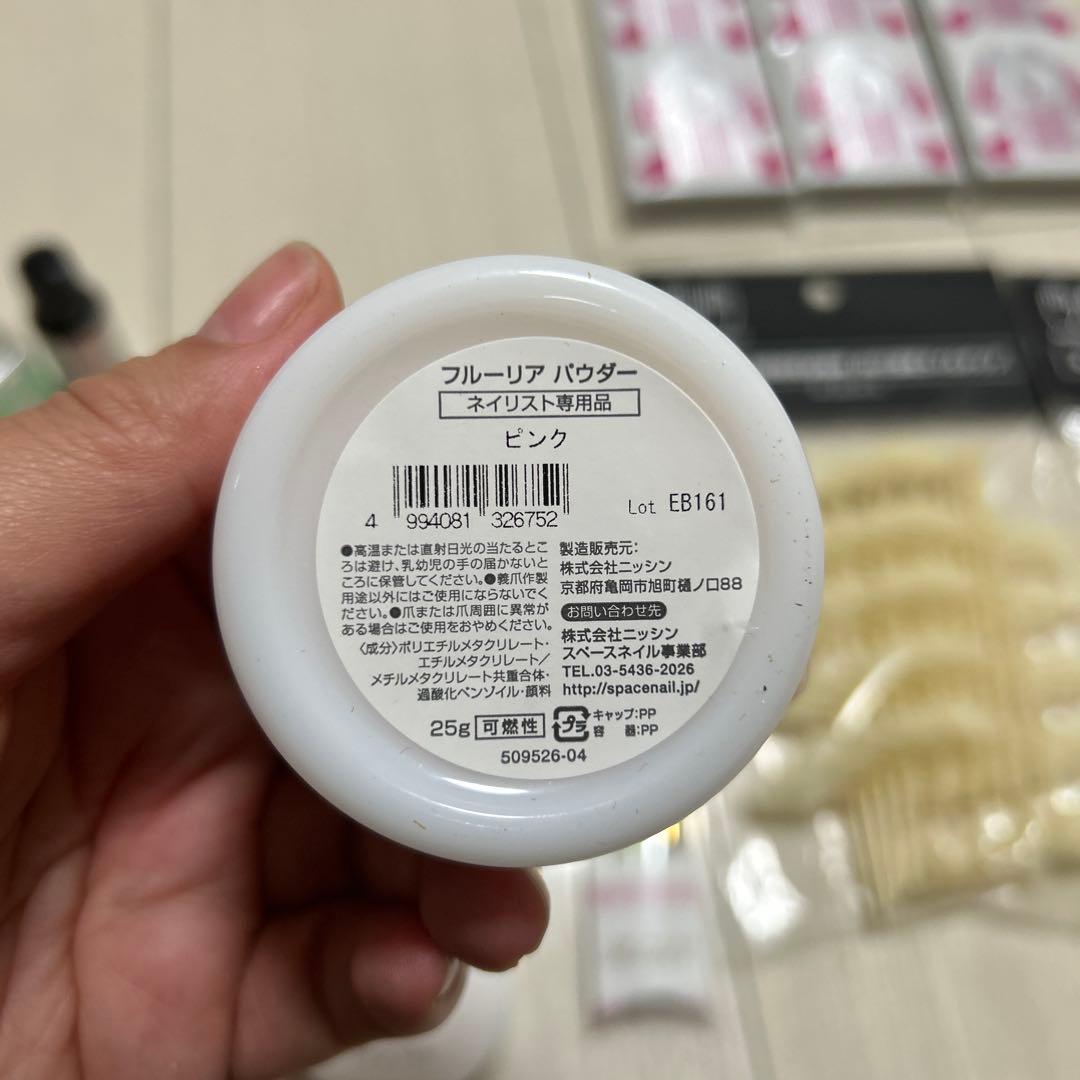 フルーリア パウダー
ネイリスト専用品
ピンク
4 994081 326752
Lot EB161
●高温または直射日光の当たるとこ
ろは避け、乳幼児の手の届かないと
ころに保管してください。●義爪作製
用途以外にはご使用にならないでく
ださい。●爪または爪周囲に異常が
ある場合はご使用をおやめください。
〈成分〉ポリエチルメタクリレート・
エチルメタクリレート/
メチルメタクリレート共重合体・
過酸化ベンゾイル・顔料
製造販売元:
株式会社ニッシン
京都府亀岡市旭町樋ノ口88
お問い合わせ先
株式会社ニッシン
スペースネイル事業部
TEL.03-5436-2026
http://spacenail.jp/
25g 可燃性 プラ キャップ:PP
容器:PP
509526-04